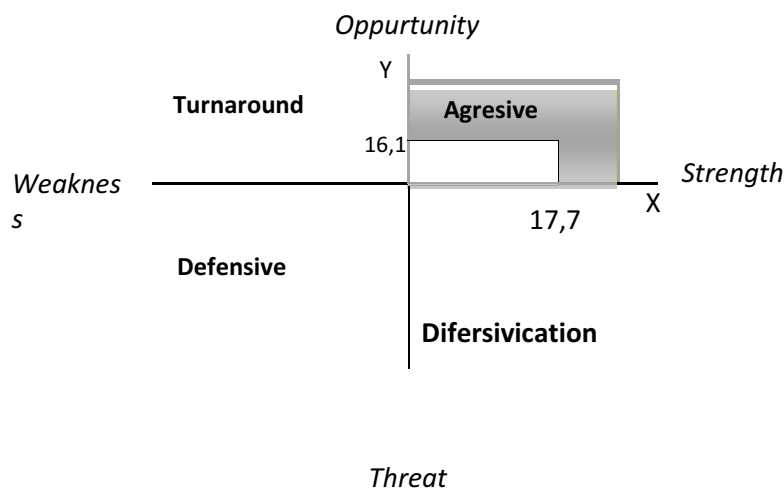 Oppurtunity
Y
Turnaround
Agresive
16,1
Weaknes
s
Strength
X
17,7
Defensive
Difersivication
Threat